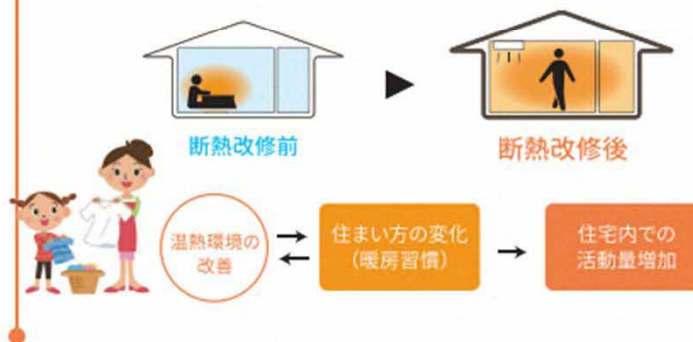 断熱改修前
断熱改修後
温熱環境の
改善
住まい方の変化
（暖房習慣）
住宅内での
活動量増加